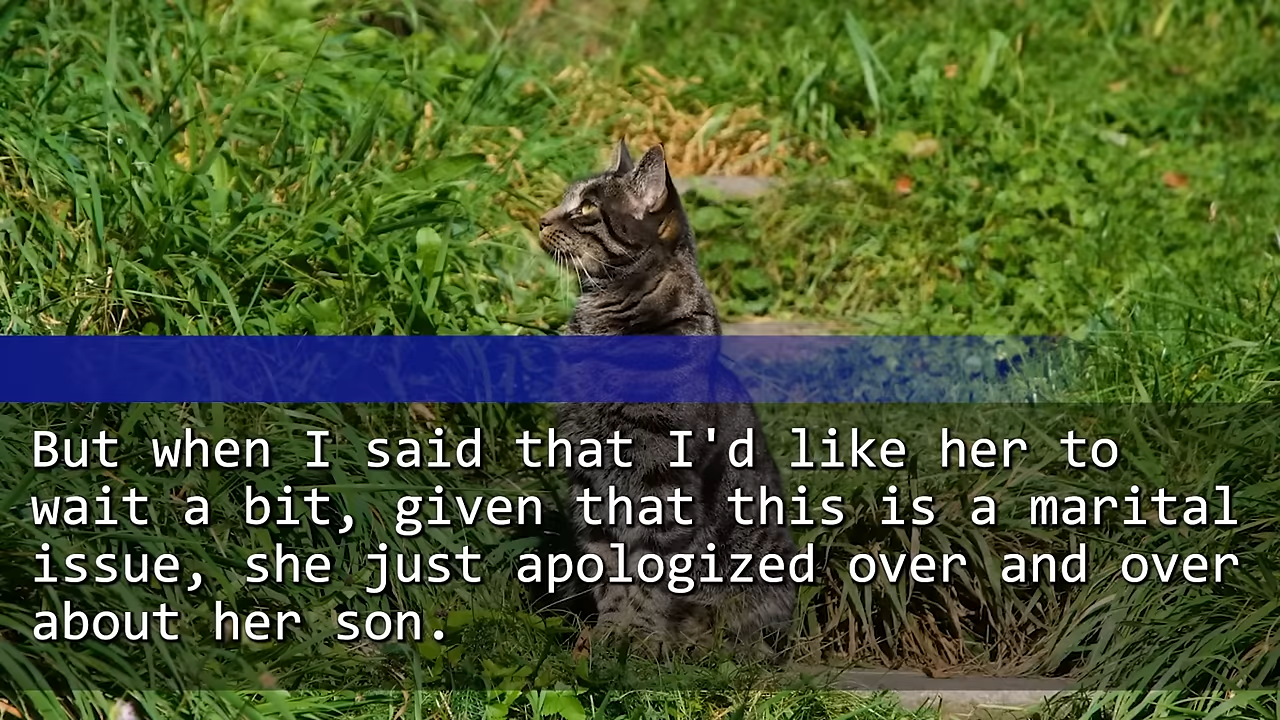 But when I said that I'd like her to
wait a bit, given that this is a marital
issue, she just apologized over and over
about her son.